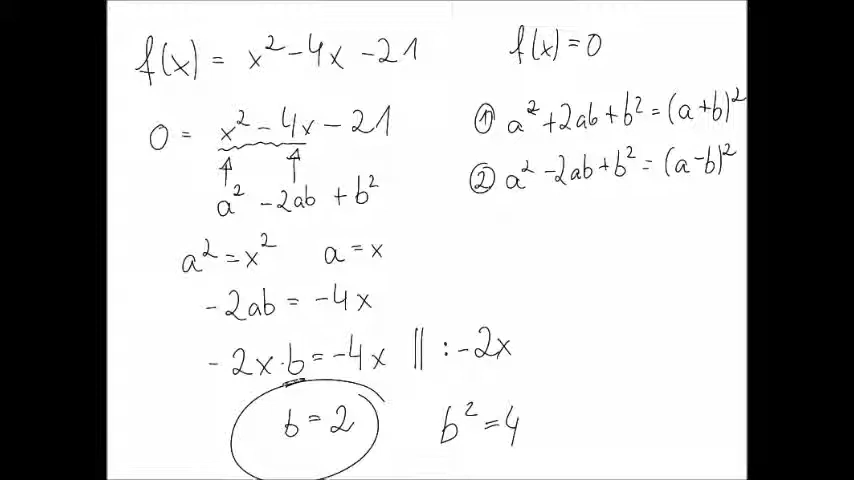 f(x) = x² - 4x - 21
f(x) = 0
0 = x² - 4x - 21
a² - 2ab + b²
① a² + 2ab + b² = (a+b)²
② a² - 2ab + b² = (a-b)²
a² = x² a = x
- 2ab = - 4x
- 2x · b = - 4x || : - 2x
b = 2 b² = 4